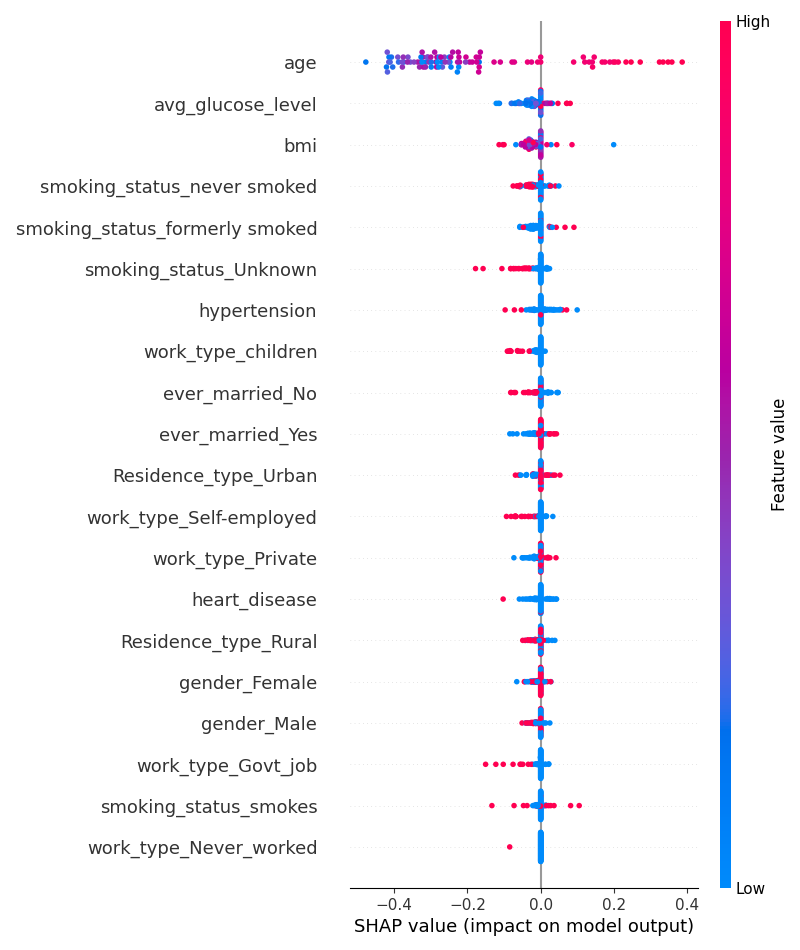 High
age
avg_glucose_level
bmi
smoking_status_never smoked
smoking_status_formerly smoked
smoking_status_Unknown
hypertension
work_type_children
ever_married_No
ever_married_Yes
Residence_type_Urban
work_type_Self-employed
work_type_Private
heart_disease
Residence_type_Rural
gender_Female
gender_Male
work_type_Govt_job
smoking_status_smokes
work_type_Never_worked
Feature value
Low
−0.4 −0.2 0.0 0.2 0.4
SHAP value (impact on model output)